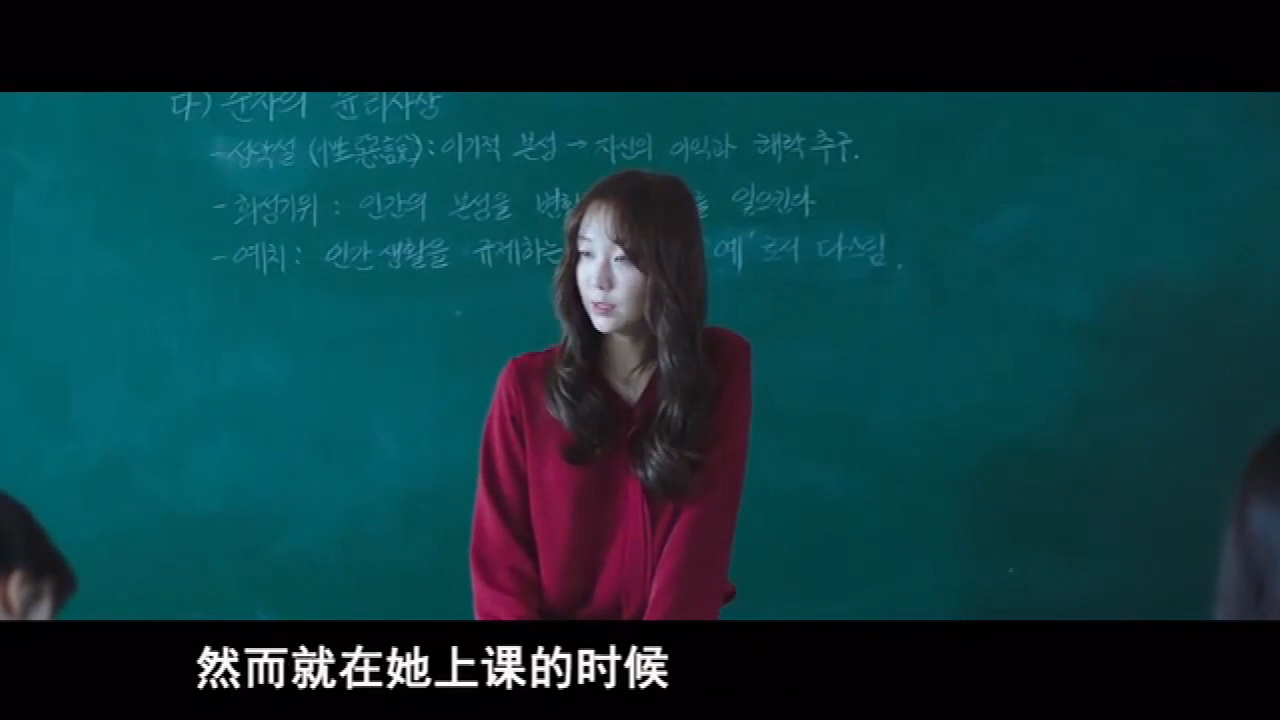 다) 순자의 윤리사상
- 성악설 (性惡說) : 이기적 본성 → 자신의 이익과 쾌락 추구.
- 화성기위 : 인간의 본성을 변화 을 일으킨다
- 예치 : 인간 생활을 규제하는 예'로서 다스림.
然而就在她上课的时候